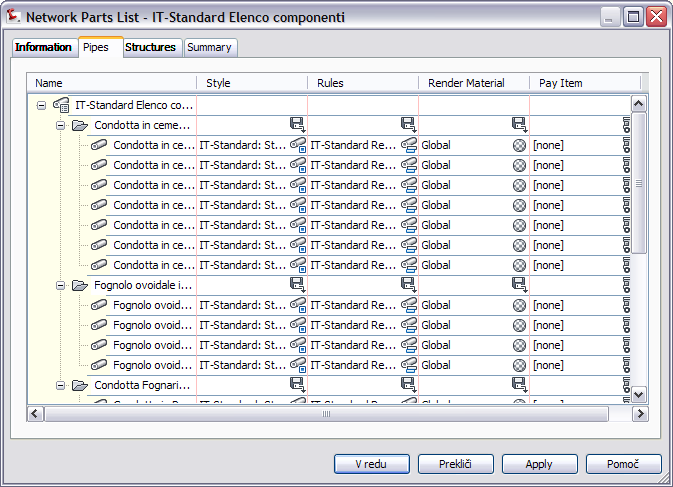 Network Parts List - IT-Standard Elenco componenti
Information Pipes Structures Summary
Name Style Rules Render Material Pay Item
IT-Standard Elenco co...
Condotta in ceme...
Condotta in ce... IT-Standard: St... IT-Standard Re... Global [none]
Condotta in ce... IT-Standard: St... IT-Standard Re... Global [none]
Condotta in ce... IT-Standard: St... IT-Standard Re... Global [none]
Condotta in ce... IT-Standard: St... IT-Standard Re... Global [none]
Condotta in ce... IT-Standard: St... IT-Standard Re... Global [none]
Condotta in ce... IT-Standard: St... IT-Standard Re... Global [none]
Condotta in ce... IT-Standard: St... IT-Standard Re... Global [none]
Fognolo ovoidale i...
Fognolo ovoid... IT-Standard: St... IT-Standard Re... Global [none]
Fognolo ovoid... IT-Standard: St... IT-Standard Re... Global [none]
Fognolo ovoid... IT-Standard: St... IT-Standard Re... Global [none]
Fognolo ovoid... IT-Standard: St... IT-Standard Re... Global [none]
Condotta Fognari...
V redu Prekliči Apply Pomoč